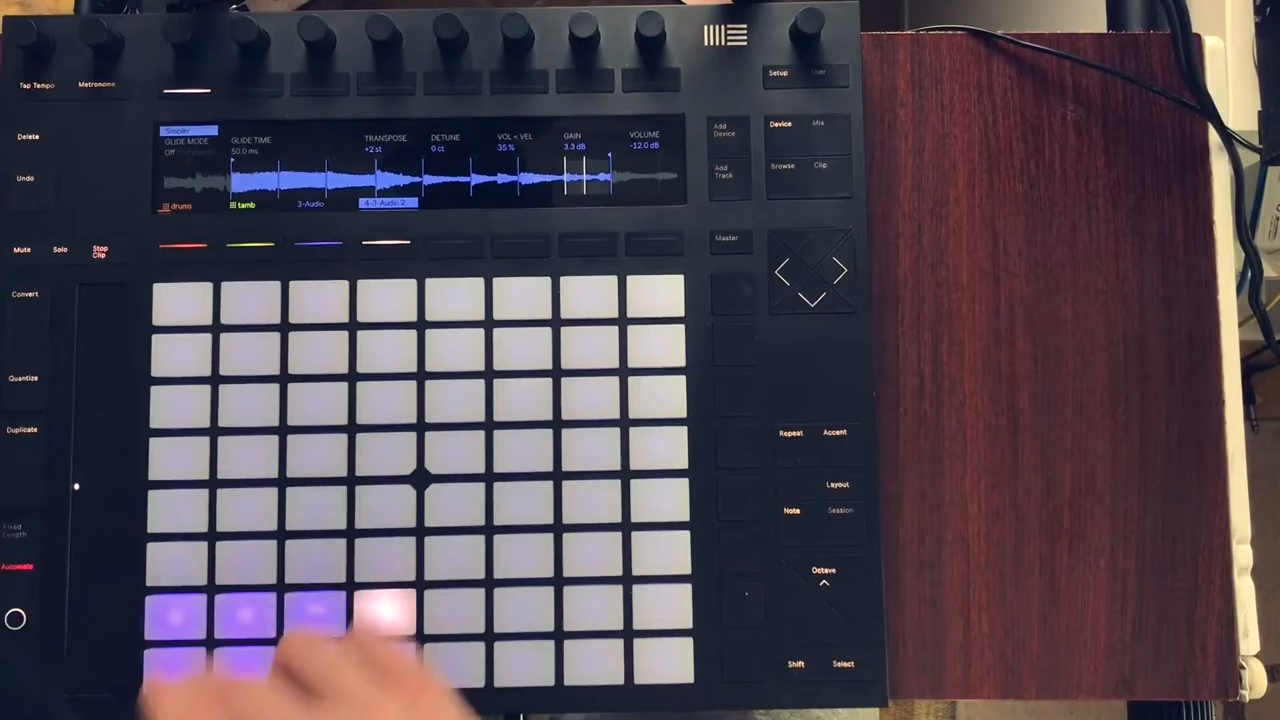 Tap Tempo
Metronome
Setup
User
Delete
Undo
Simpler
GLIDE MODE
Off
GLIDE TIME
50.0 ms
TRANSPOSE
+2 st
DETUNE
0 ct
VOL < VEL
35 %
GAIN
3.3 dB
VOLUME
-12.0 dB
drums
tamb
3-Audio
4-3-Audio 2
Add
Device
Add
Track
Device
Mix
Browse
Clip
Mute
Solo
Stop
Clip
Master
Convert
Quantize
Duplicate
Fixed
Length
Automate
Repeat
Accent
Layout
Note
Session
Octave
Shift
Select